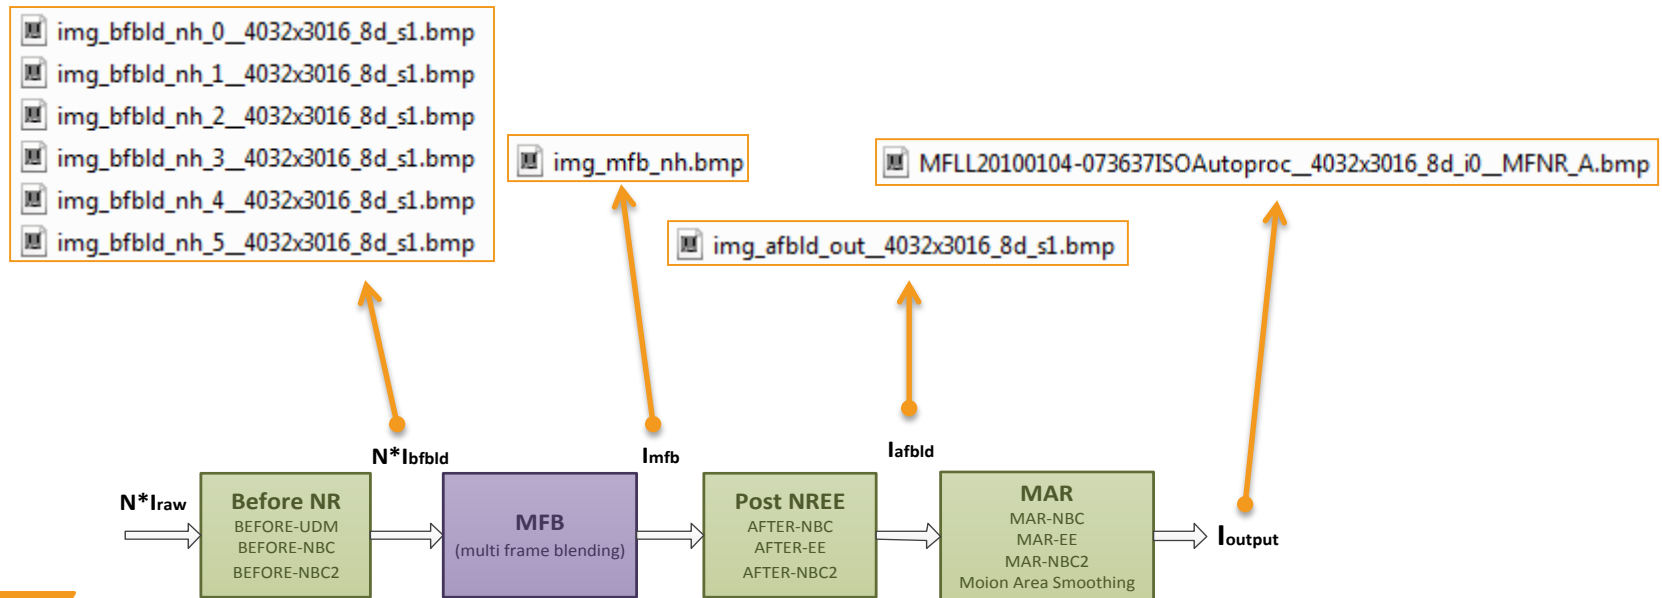 img_bfbld_nh_0__4032x3016_8d_s1.bmp
img_bfbld_nh_1__4032x3016_8d_s1.bmp
img_bfbld_nh_2__4032x3016_8d_s1.bmp
img_bfbld_nh_3__4032x3016_8d_s1.bmp
img_bfbld_nh_4__4032x3016_8d_s1.bmp
img_bfbld_nh_5__4032x3016_8d_s1.bmp
img_mfb_nh.bmp
MFLL20100104-073637ISOAutoproc__4032x3016_8d_i0__MFNR_A.bmp
img_afbld_out__4032x3016_8d_s1.bmp
N*Iraw
Before NR
BEFORE-UDM
BEFORE-NBC
BEFORE-NBC2
N*Ibfbld
MFB
(multi frame blending)
Imfb
Post NREE
AFTER-NBC
AFTER-EE
AFTER-NBC2
Iafbld
MAR
MAR-NBC
MAR-EE
MAR-NBC2
Moion Area Smoothing
Ioutput